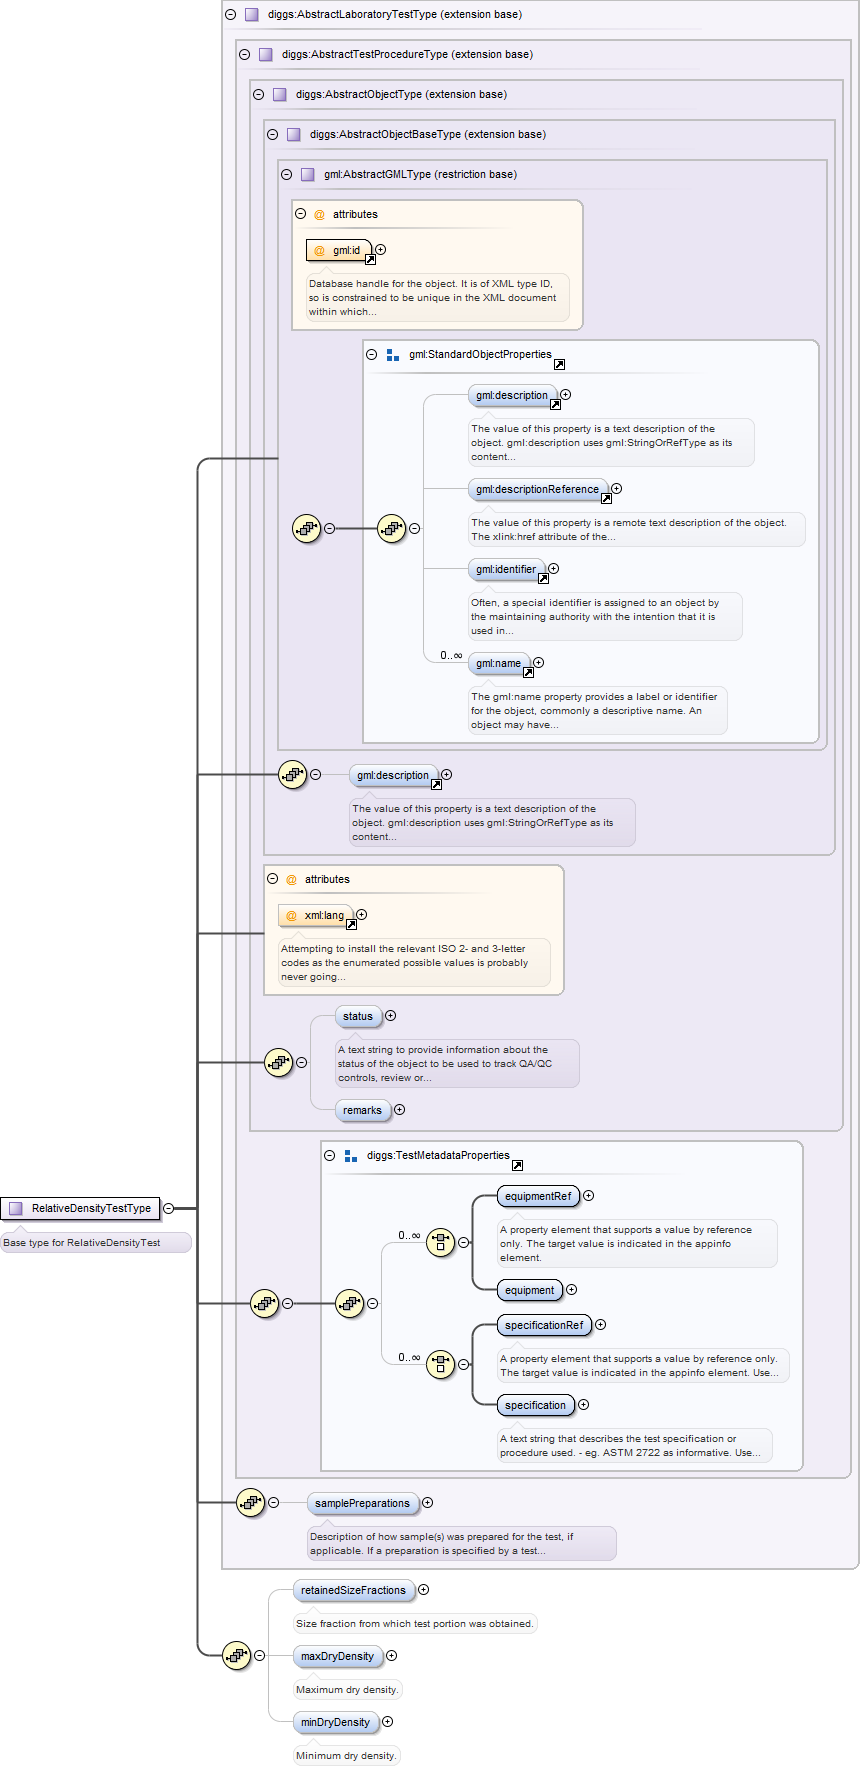 diggs:AbstractLaboratoryTestType (extension base)
diggs:AbstractTestProcedureType (extension base)
diggs:AbstractObjectType (extension base)
diggs:AbstractObjectBaseType (extension base)
gml:AbstractGMLType (restriction base)
@ attributes
@ gml:id
Database handle for the object. It is of XML type ID,
so is constrained to be unique in the XML document
within which...
gml:StandardObjectProperties
gml:description
The value of this property is a text description of the
object. gml:description uses gml:StringOrRefType as its
content...
gml:descriptionReference
The value of this property is a remote text description of the object.
The xlink:href attribute of the...
gml:identifier
Often, a special identifier is assigned to an object by
the maintaining authority with the intention that it is
used in...
0..∞
gml:name
The gml:name property provides a label or identifier
for the object, commonly a descriptive name. An
object may have...
gml:description
The value of this property is a text description of the
object. gml:description uses gml:StringOrRefType as its
content...
@ attributes
@ xml:lang
Attempting to install the relevant ISO 2- and 3-letter
codes as the enumerated possible values is probably
never going...
status
A text string to provide information about the
status of the object to be used to track QA/QC
controls, review or...
remarks
diggs:TestMetadataProperties
equipmentRef
0..∞
A property element that supports a value by reference
only. The target value is indicated in the appinfo
element.
equipment
RelativeDensityTestType
Base type for RelativeDensityTest
specificationRef
0..∞
A property element that supports a value by reference only.
The target value is indicated in the appinfo element. Use...
specification
A text string that describes the test specification or
procedure used. - eg. ASTM 2722 as informative. Use...
samplePreparations
Description of how sample(s) was prepared for the test, if
applicable. If a preparation is specified by a test...
retainedSizeFractions
Size fraction from which test portion was obtained.
maxDryDensity
Maximum dry density.
minDryDensity
Minimum dry density.